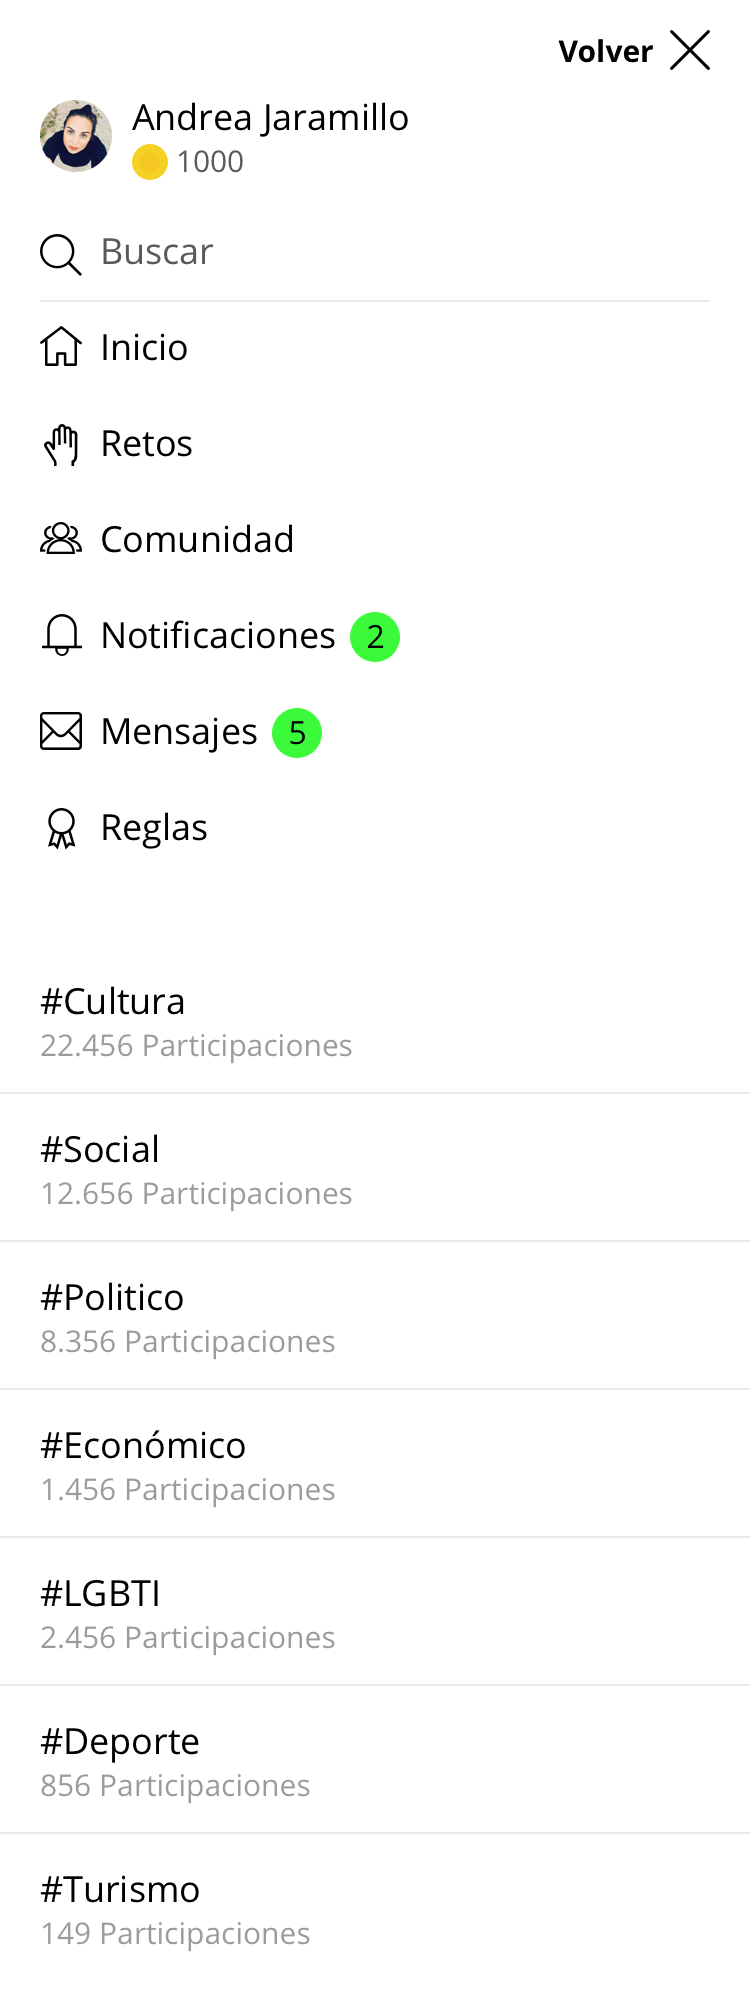 Volver
Andrea Jaramillo
1000
Buscar
Inicio
Retos
Comunidad
Notificaciones 2
Mensajes 5
Reglas
#Cultura
22.456 Participaciones
#Social
12.656 Participaciones
#Politico
8.356 Participaciones
#Económico
1.456 Participaciones
#LGBTI
2.456 Participaciones
#Deporte
856 Participaciones
#Turismo
149 Participaciones